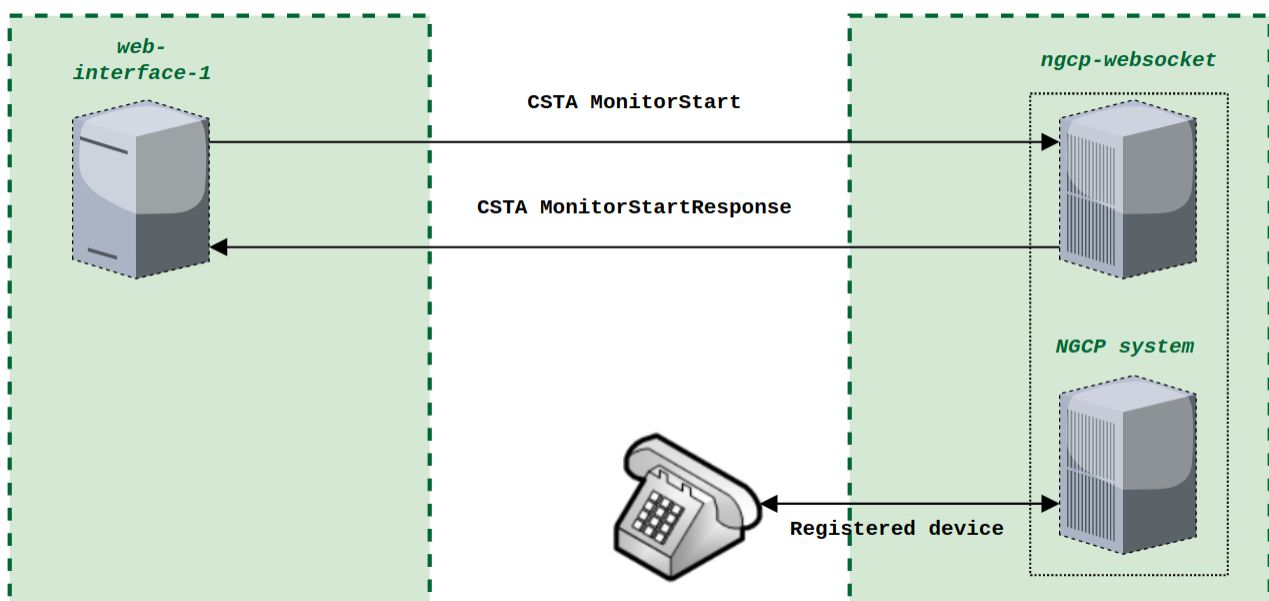 web-
interface-1
ngcp-websocket
CSTA MonitorStart
CSTA MonitorStartResponse
NGCP system
Registered device